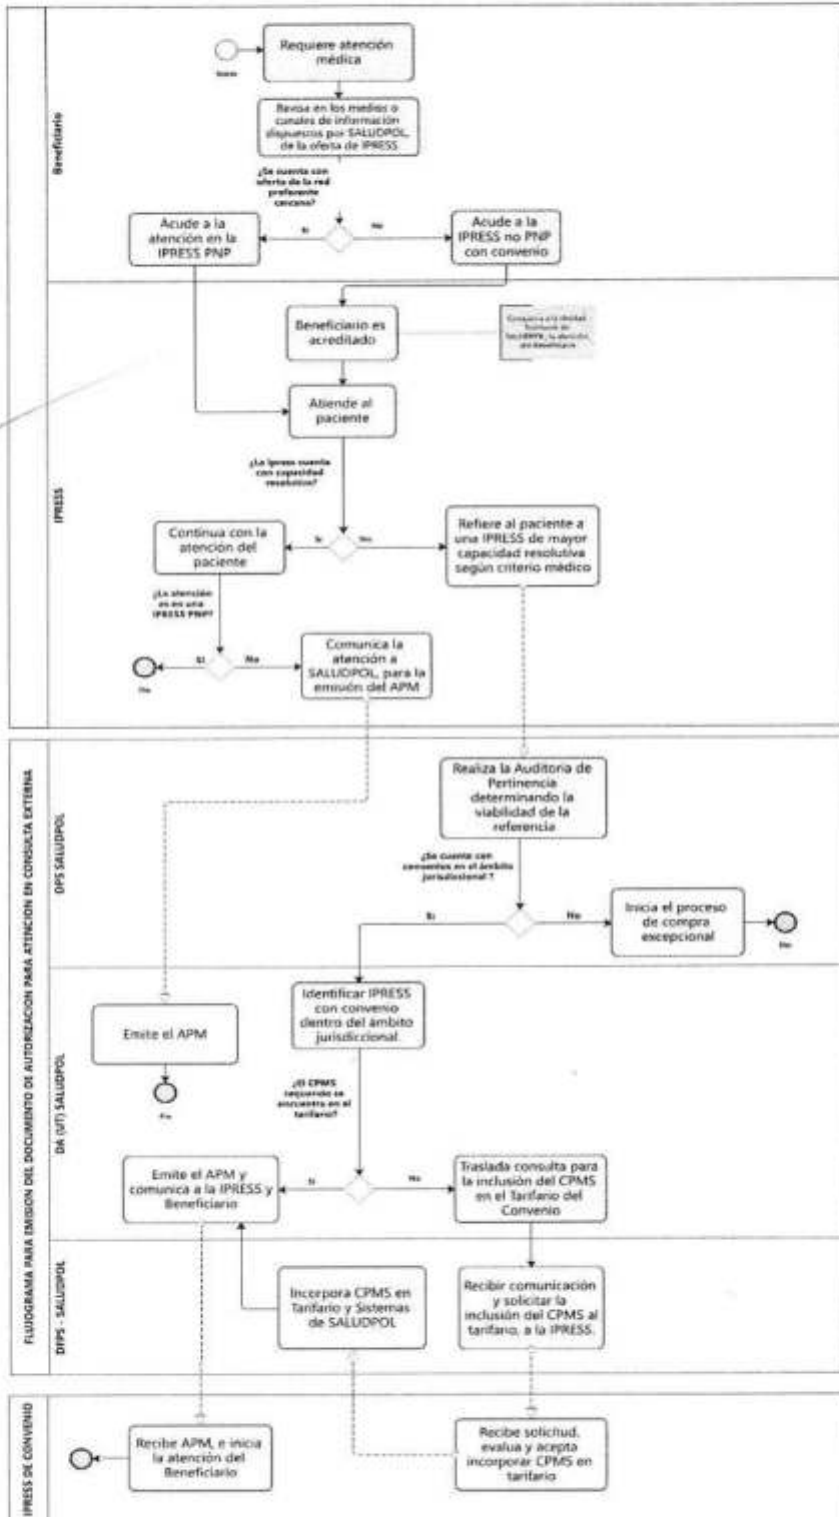 Requiere atención
médica
Inicio
Revisa en los medios o
canales de información
dispuestos por SALUDPOL,
de la oferta de IPRESS
Beneficiario
¿Se cuenta con
oferta de la red
preferente
cercana?
Acude a la
atención en la
IPRESS PNP
Si
No
Acude a la
IPRESS no PNP
con convenio
IPRESS
Beneficiario es
acreditado
Atiende al
paciente
¿La Ipress cuenta
con capacidad
resolutiva?
Continua con la
atención del
paciente
Si
Refiere al paciente a
una IPRESS de mayor
capacidad resolutiva
según criterio médico
¿La atención
es en una
IPRESS PNP?
Si
No
Comunica la
atención a
SALUDPOL, para la
emisión del APM
FLUJOGRAMA PARA EMISION DEL DOCUMENTO DE AUTORIZACION PARA ATENCION EN CONSULTA EXTERNA
DPS SALUDPOL
Realiza la Auditoria de
Pertinencia
determinando la
viabilidad de la
referencia
¿Se cuenta con
convenios en el ámbito
jurisdiccional ?
Si
No
Inicia el proceso
de compra
excepcional
DA (UT) SALUDPOL
Identificar IPRESS
con convenio
dentro del ámbito
jurisdiccional.
Emite el APM
Fin
¿El CPMS
requerido se
encuentra en el
tarifario?
Emite el APM y
comunica a la IPRESS y
Beneficiario
Si
No
Traslada consulta para
la inclusión del CPMS
en el Tarifario del
Convenio
DFPS - SALUDPOL
Incorpora CPMS en
Tarifario y Sistemas
de SALUDPOL
Recibir comunicación
y solicitar la
inclusión del CPMS al
tarifario, a la IPRESS.
IPRESS DE CONVENIO
Recibe APM, e inicia
la atención del
Beneficiario
Recibe solicitud,
evalua y acepta
incorporar CPMS en
tarifario